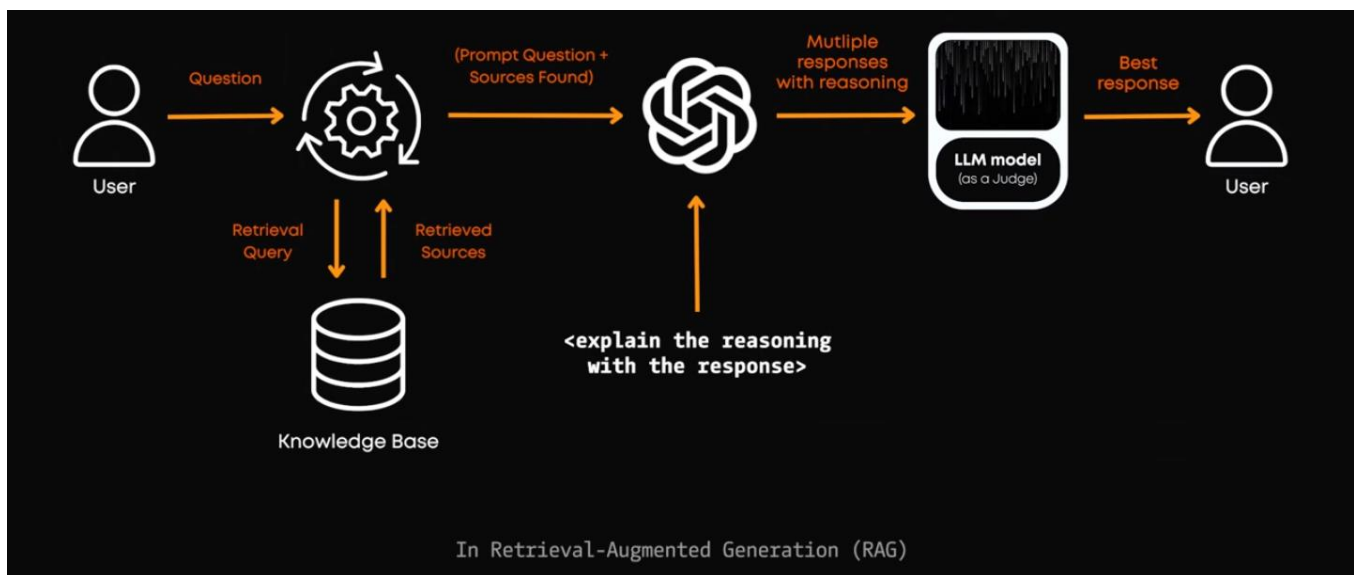 Question
User
(Prompt Question +
Sources Found)
Mutliple
responses
with reasoning
LLM model
(as a Judge)
Best
response
User
Retrieval
Query
Retrieved
Sources
<explain the reasoning
with the response>
Knowledge Base
In Retrieval-Augmented Generation (RAG)